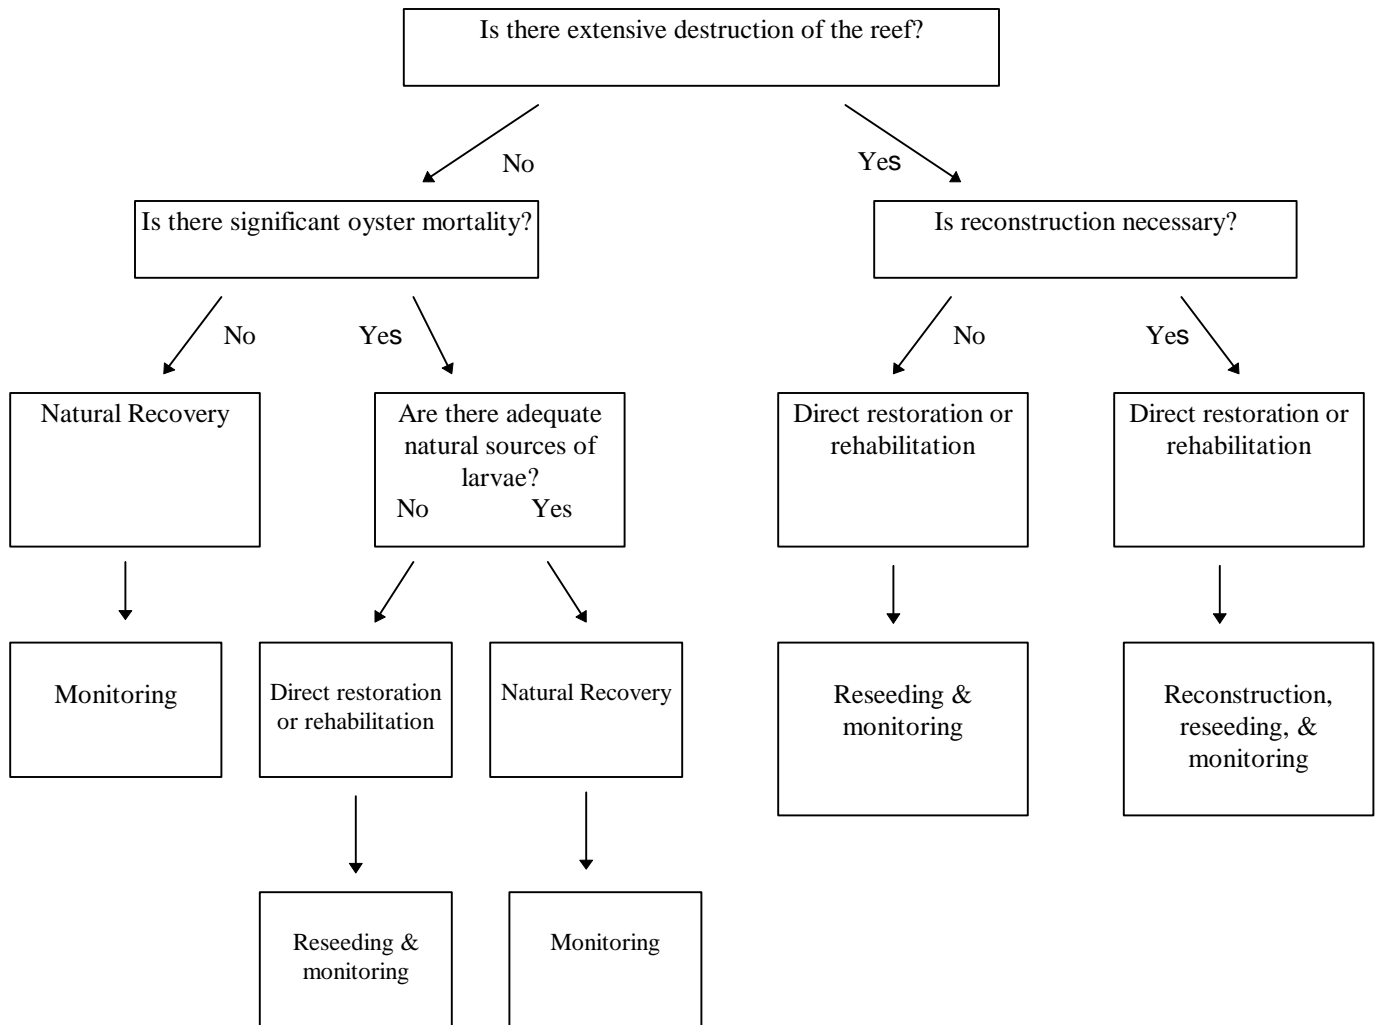 Is there extensive destruction of the reef?
No
Yes
Is there significant oyster mortality?
Is reconstruction necessary?
No
Yes
No
Yes
Natural Recovery
Are there adequate
natural sources of
larvae?
No Yes
Direct restoration or
rehabilitation
Direct restoration or
rehabilitation
Monitoring
Direct restoration
or rehabilitation
Natural Recovery
Reseeding &
monitoring
Reconstruction,
reseeding, &
monitoring
Reseeding &
monitoring
Monitoring